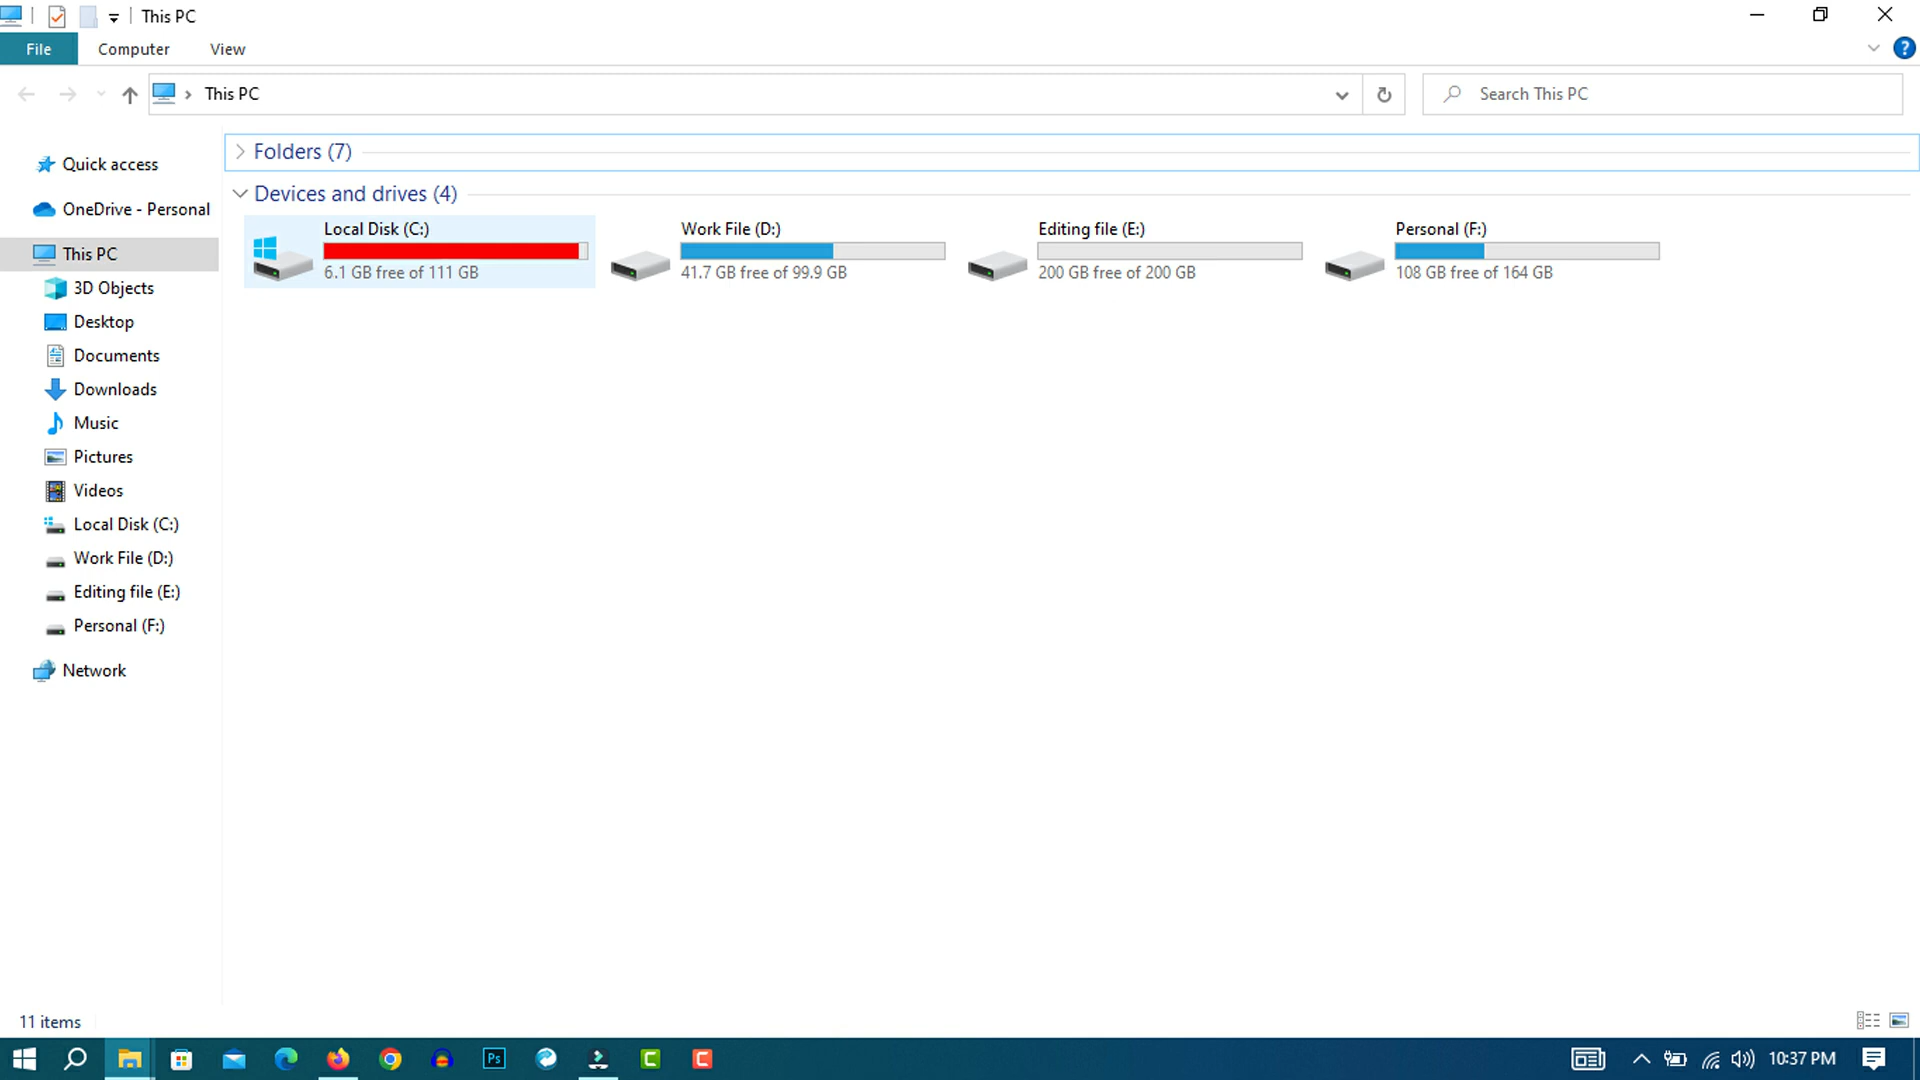 This PC
File Computer View
?
This PC
Search This PC
Quick access
OneDrive - Personal
This PC
3D Objects
Desktop
Documents
Downloads
Music
Pictures
Videos
Local Disk (C:)
Work File (D:)
Editing file (E:)
Personal (F:)
Network
Folders (7)
Devices and drives (4)
Local Disk (C:)
6.1 GB free of 111 GB
Work File (D:)
41.7 GB free of 99.9 GB
Editing file (E:)
200 GB free of 200 GB
Personal (F:)
108 GB free of 164 GB
11 items
Ps
C
C
10:37 PM